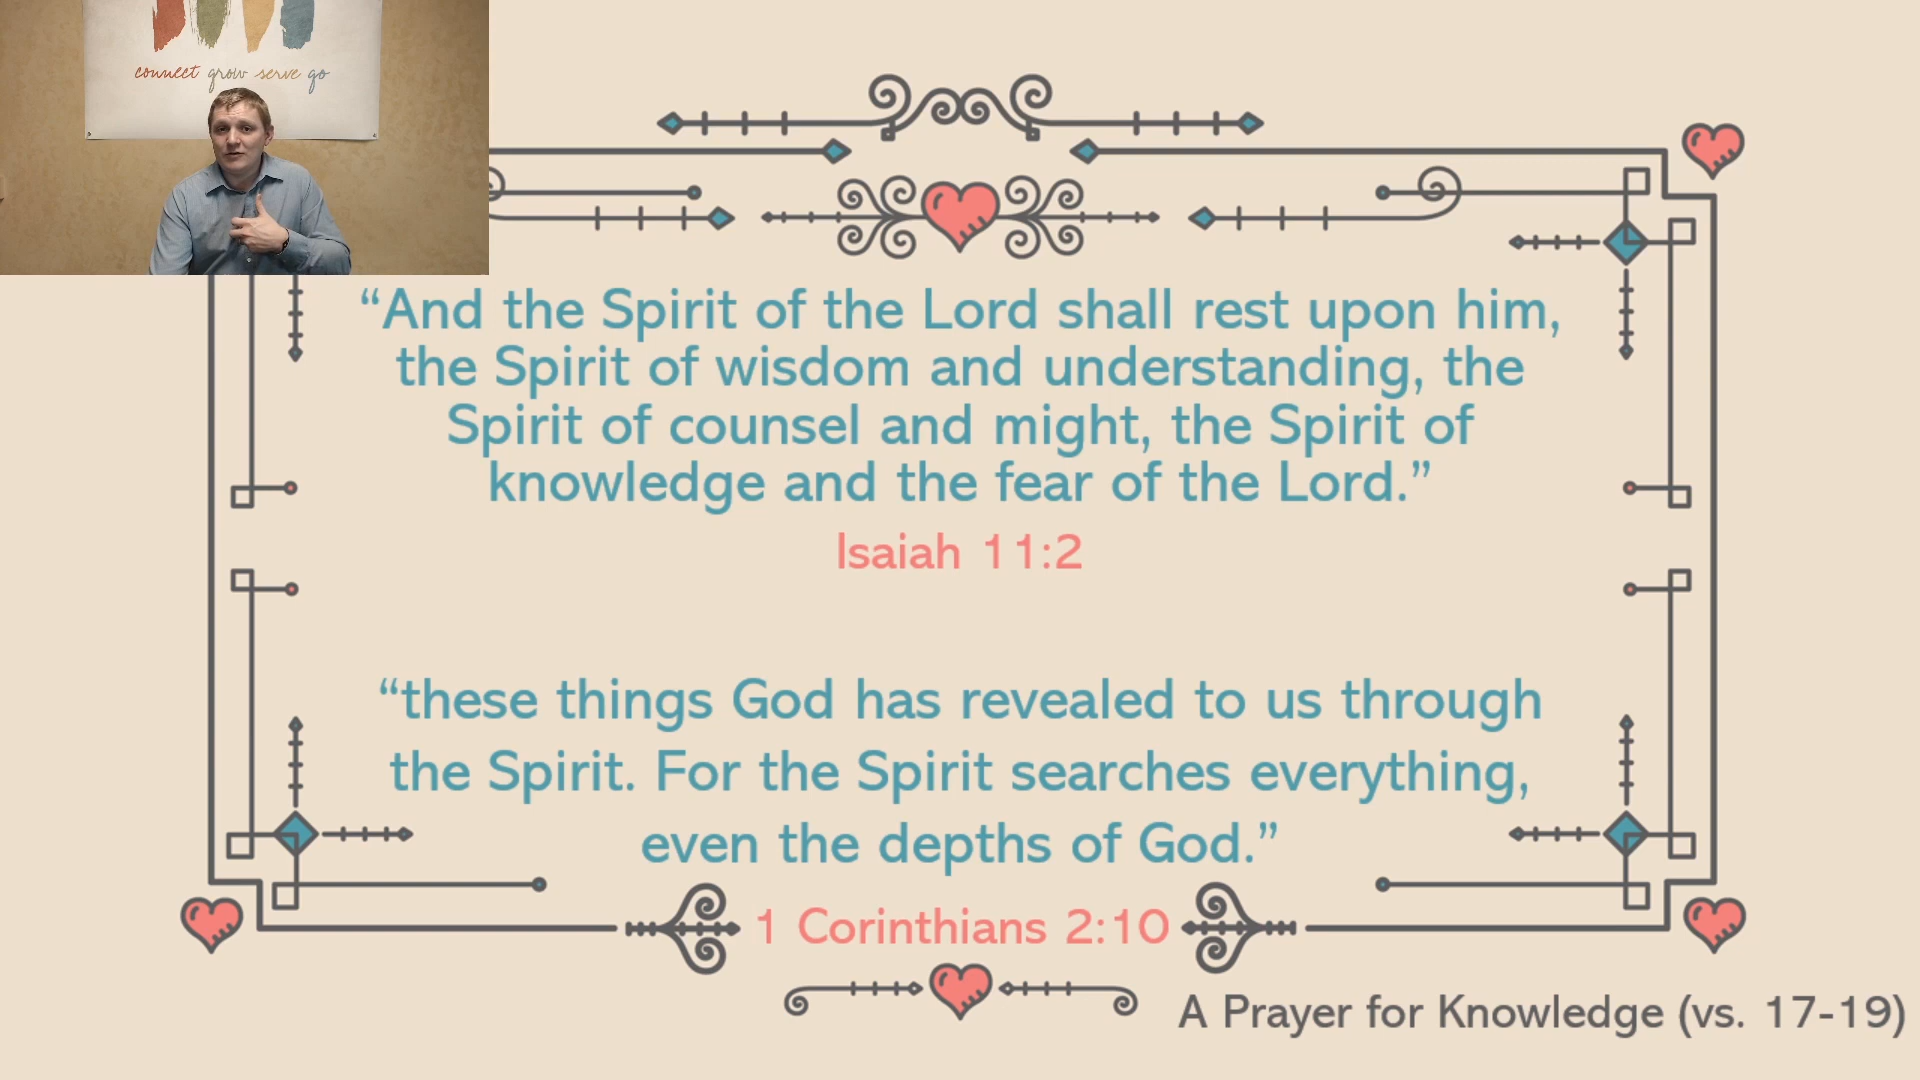 connect grow serve go
“And the Spirit of the Lord shall rest upon him,
the Spirit of wisdom and understanding, the
Spirit of counsel and might, the Spirit of
knowledge and the fear of the Lord.”
Isaiah 11:2
“these things God has revealed to us through
the Spirit. For the Spirit searches everything,
even the depths of God.”
1 Corinthians 2:10
A Prayer for Knowledge (vs. 17-19)